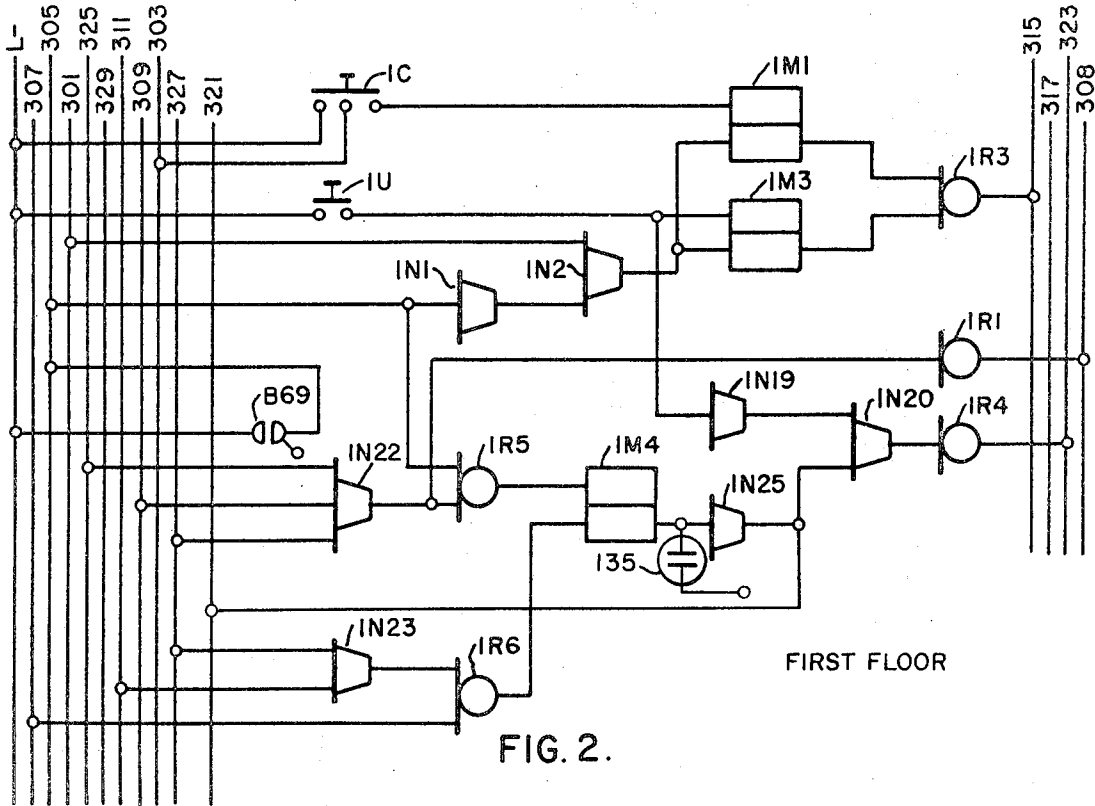 L-
307
305
301
325
329
311
309
303
327
321
315
317
323
308
1C
1M1
1R3
1U
1M3
1N1
1N2
1R1
B69
1N19
1N20
1R4
1N22
1R5
1M4
1N25
135
1N23
1R6
FIRST FLOOR
FIG. 2.